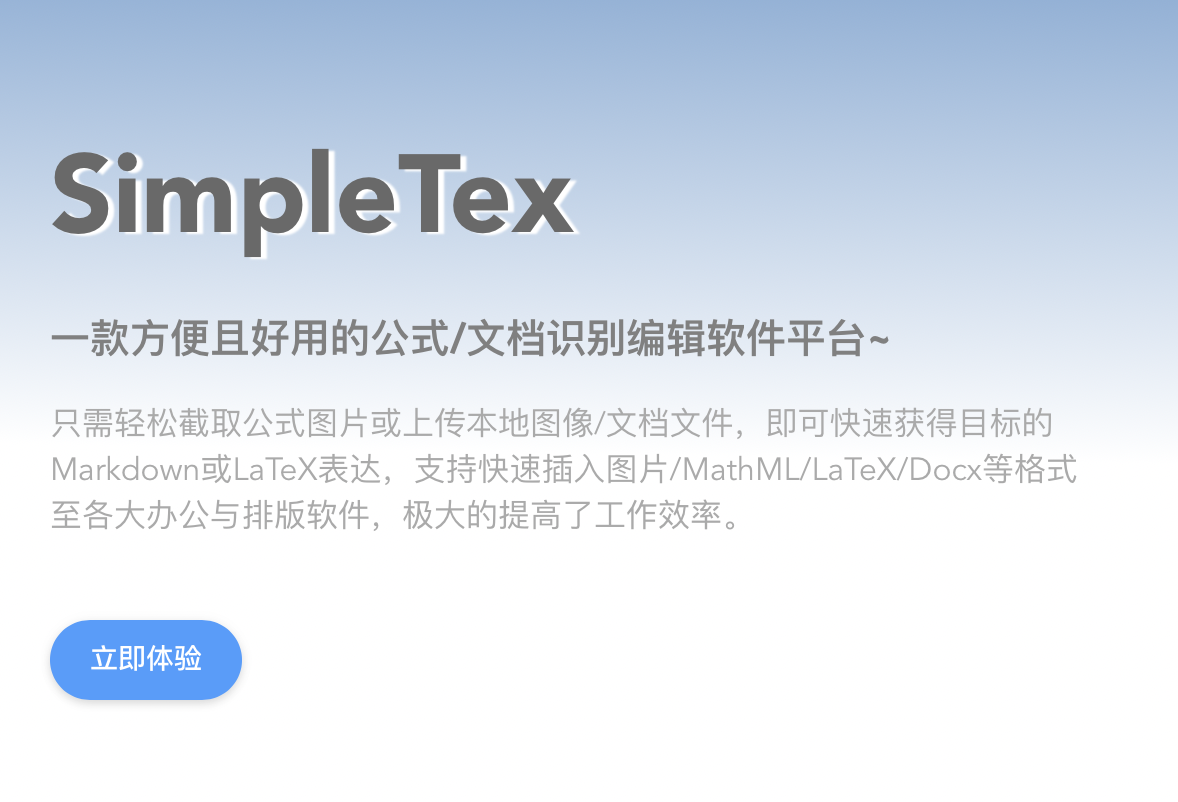 SimpleTex
一款方便且好用的公式/文档识别编辑软件平台~
只需轻松截取公式图片或上传本地图像/文档文件，即可快速获得目标的
Markdown或LaTeX表达，支持快速插入图片/MathML/LaTeX/Docx等格式
至各大办公与排版软件，极大的提高了工作效率。
立即体验